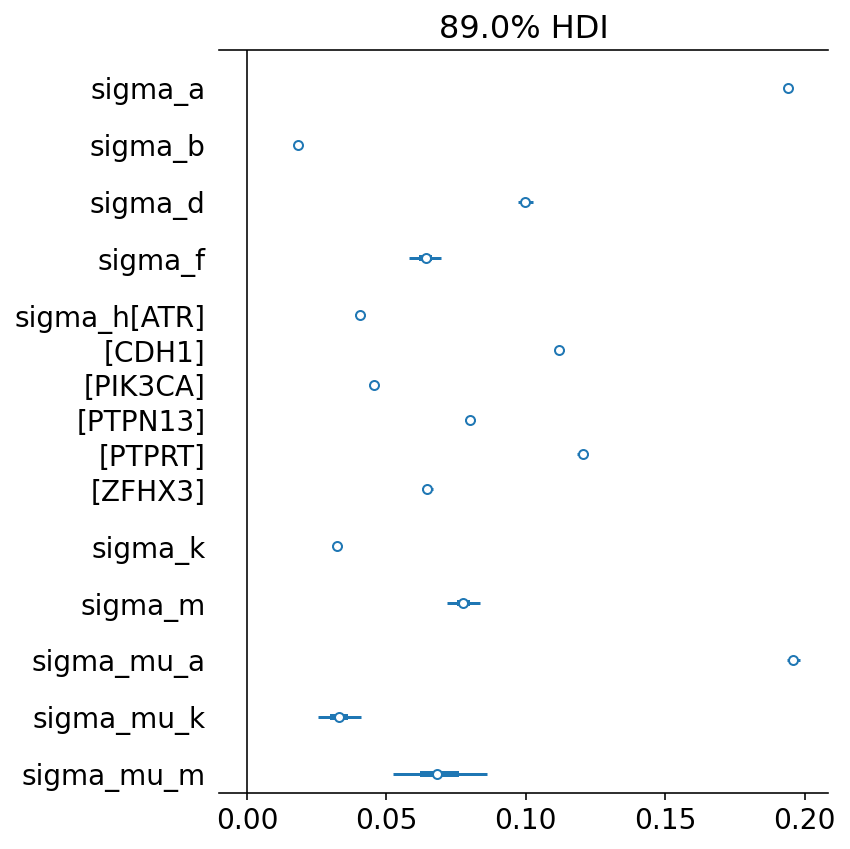 89.0% HDI
sigma_a
sigma_b
sigma_d
sigma_f
sigma_h[ATR]
[CDH1]
[PIK3CA]
[PTPN13]
[PTPRT]
[ZFHX3]
sigma_k
sigma_m
sigma_mu_a
sigma_mu_k
sigma_mu_m
0.00 0.05 0.10 0.15 0.20